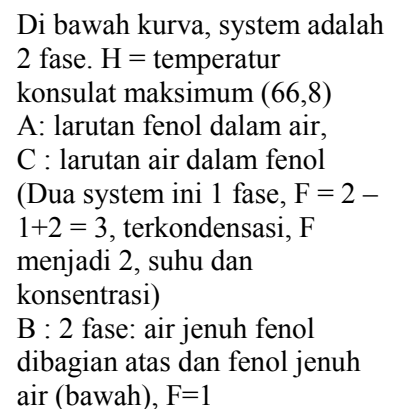 Di bawah kurva, system adalah
2 fase. H = temperatur
konsulat maksimum (66,8)
A: larutan fenol dalam air,
C : larutan air dalam fenol
(Dua system ini 1 fase, F = 2 –
1+2 = 3, terkondensasi, F
menjadi 2, suhu dan
konsentrasi)
B : 2 fase: air jenuh fenol
dibagian atas dan fenol jenuh
air (bawah), F=1